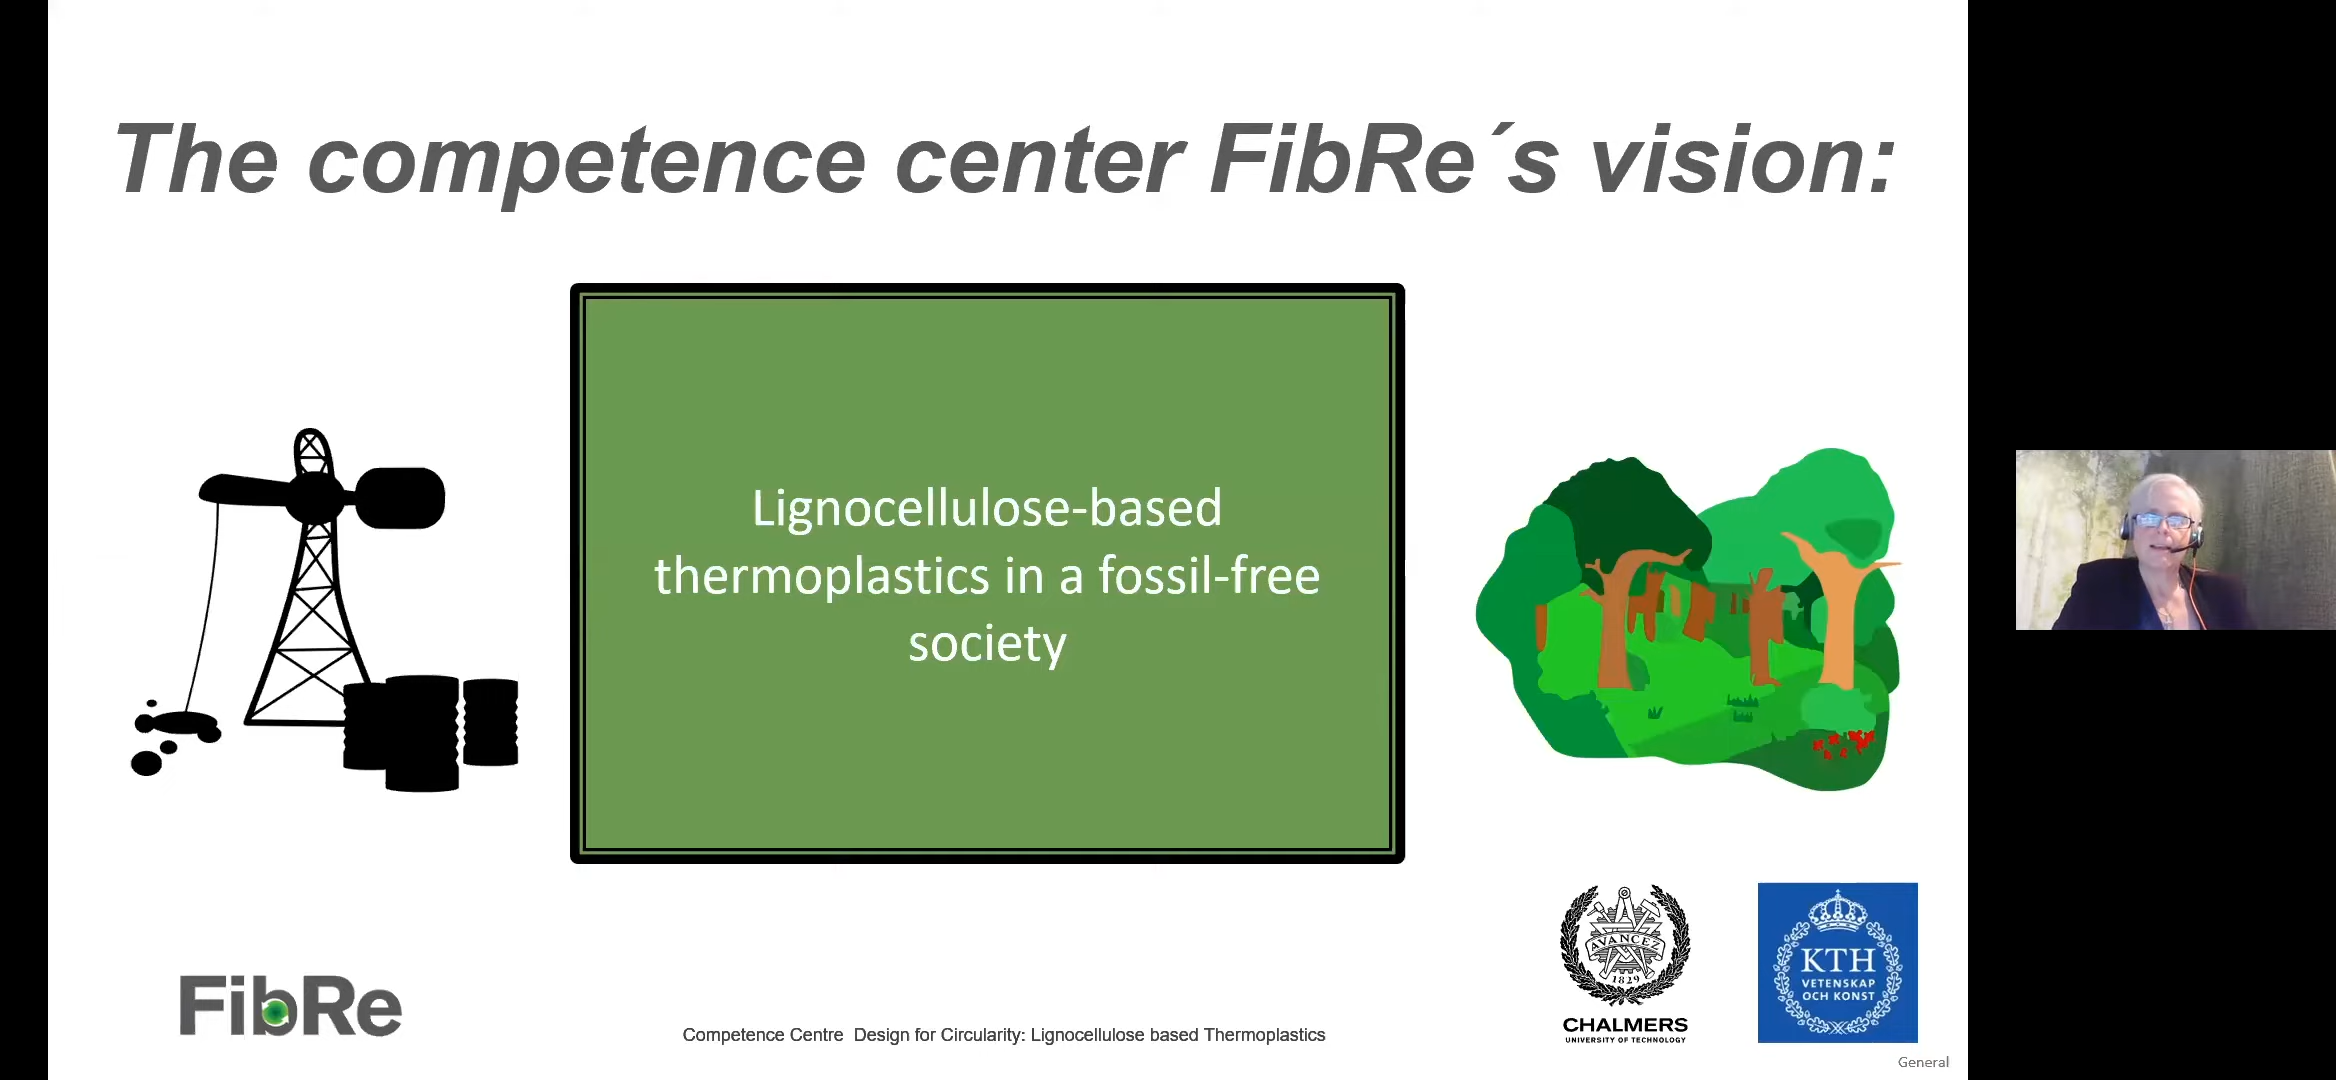 The competence center FibRe´s vision:
Lignocellulose-based
thermoplastics in a fossil-free
society
FibRe
Competence Centre  Design for Circularity: Lignocellulose based Thermoplastics
AVANCEZ
1829
CHALMERS
UNIVERSITY OF TECHNOLOGY
KTH
VETENSKAP
OCH KONST
General